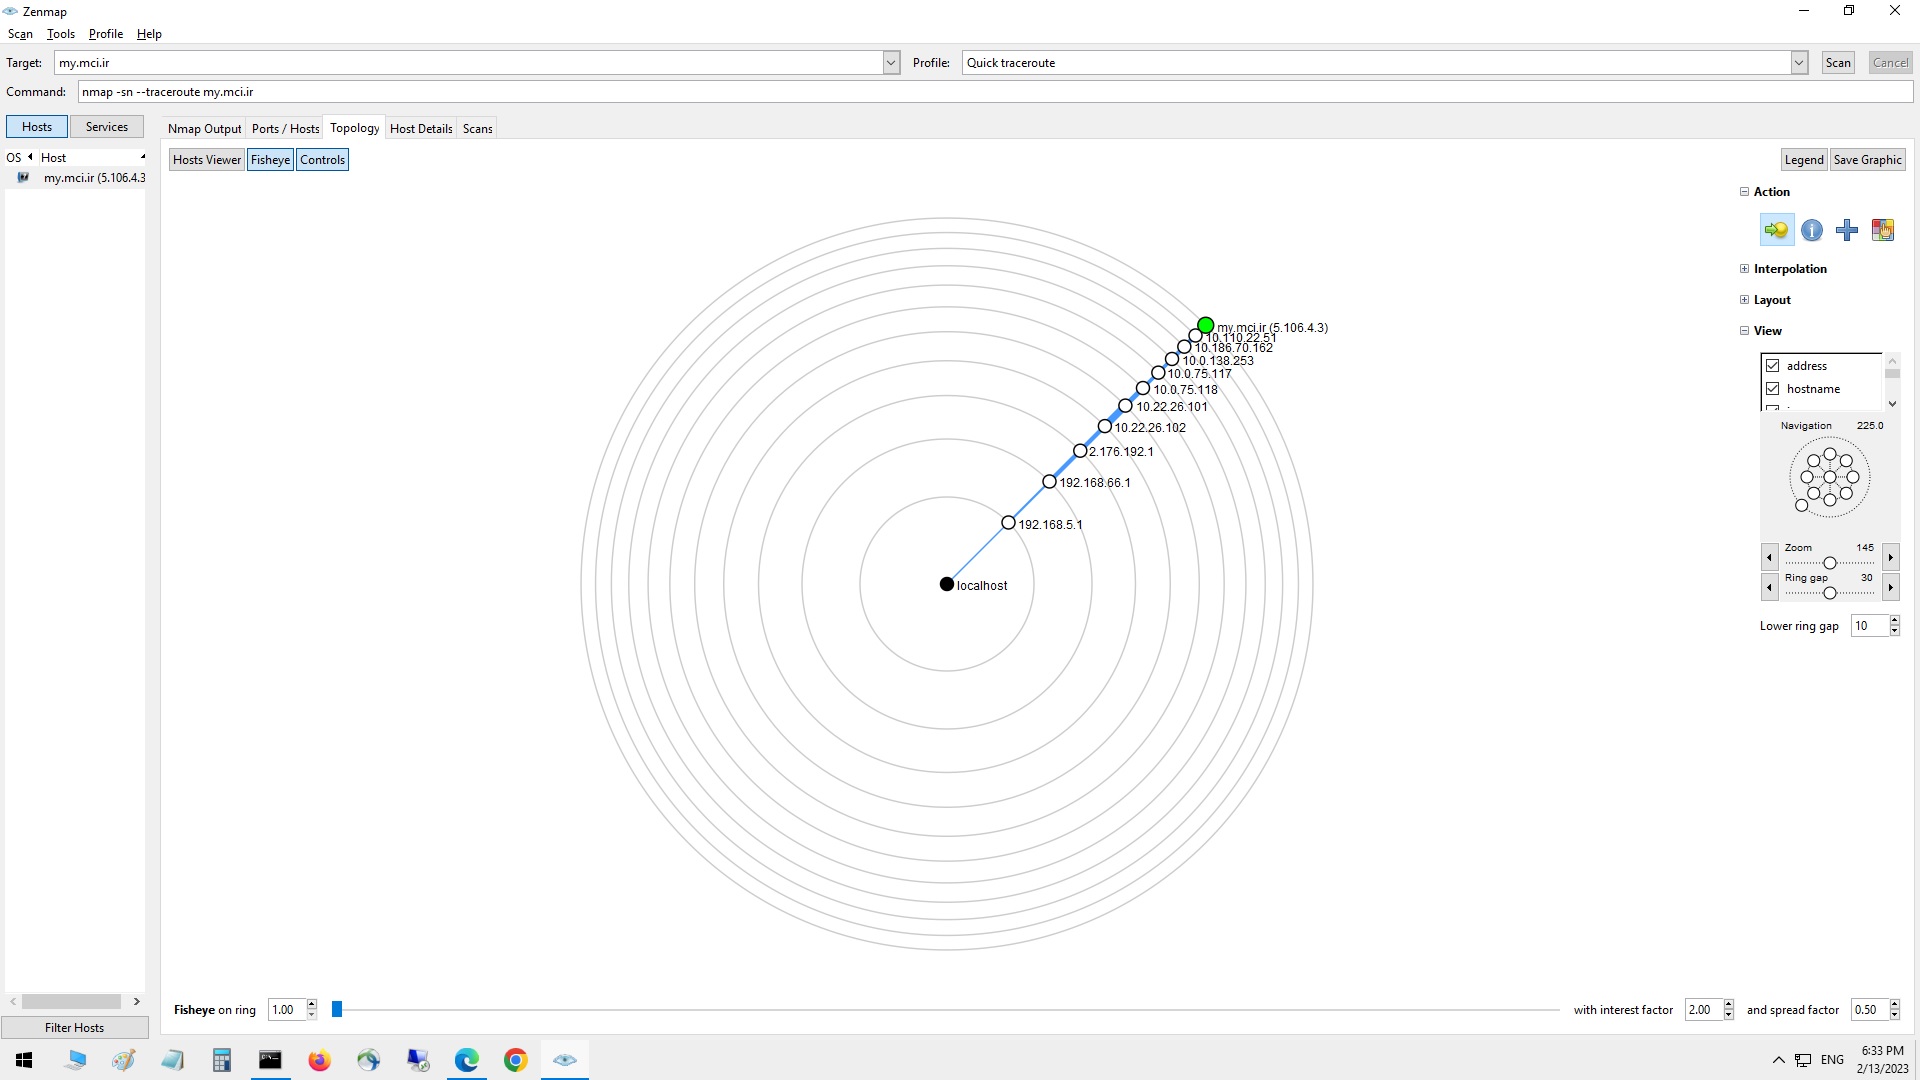 Zenmap
Scan Tools Profile Help
Target: my.mci.ir Profile: Quick traceroute Scan Cancel
Command: nmap -sn --traceroute my.mci.ir
Hosts Services Nmap Output Ports / Hosts Topology Host Details Scans
OS Host
my.mci.ir (5.106.4.3
Hosts Viewer Fisheye Controls Legend Save Graphic
Action
Interpolation
Layout
View
address
hostname
Navigation 225.0
Zoom 145
Ring gap 30
Lower ring gap 10
my.mci.ir (5.106.4.3)
10.110.22.51
10.186.70.162
10.0.138.253
10.0.75.117
10.0.75.118
10.22.26.101
10.22.26.102
2.176.192.1
192.168.66.1
192.168.5.1
localhost
Fisheye on ring 1.00 with interest factor 2.00 and spread factor 0.50
Filter Hosts
ENG
6:33 PM
2/13/2023